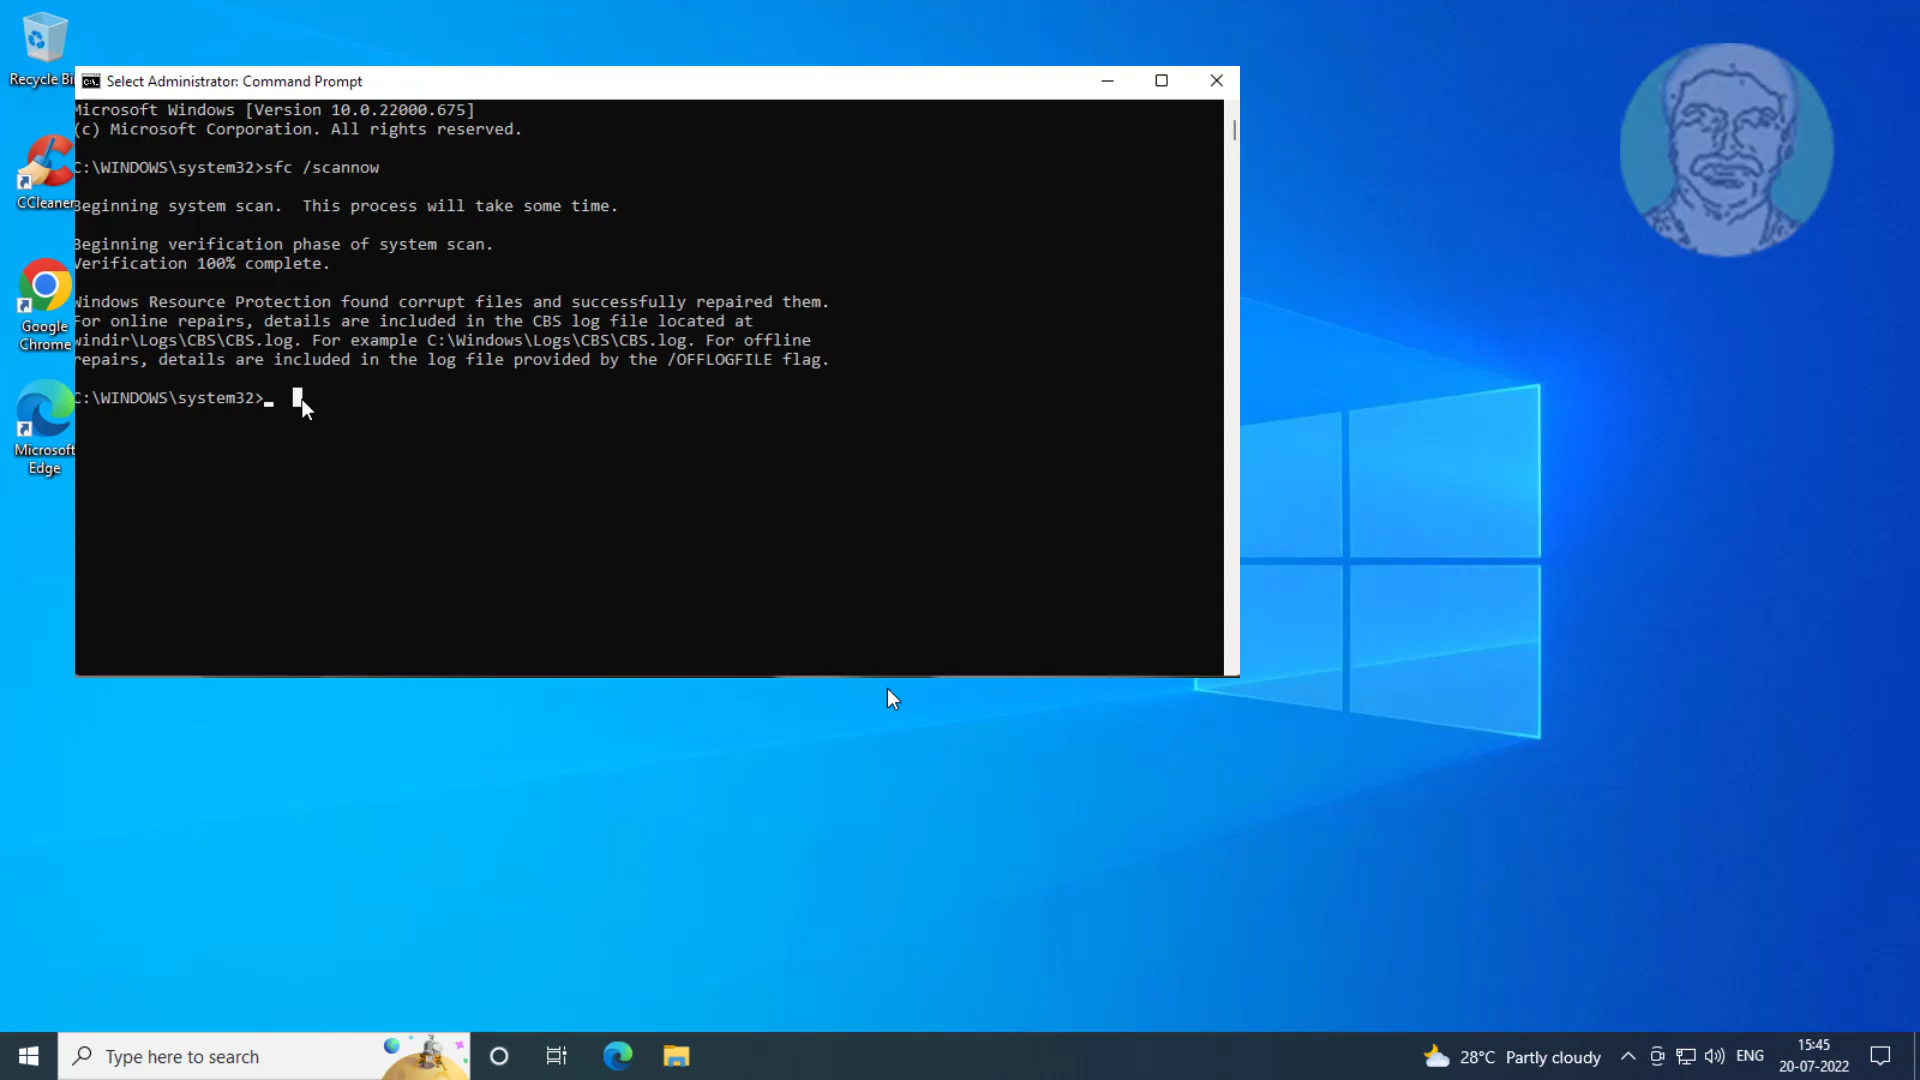 Recycle Bi
Select Administrator: Command Prompt
Microsoft Windows [Version 10.0.22000.675]
(c) Microsoft Corporation. All rights reserved.
C:\WINDOWS\system32>sfc /scannow
Beginning system scan.  This process will take some time.
Beginning verification phase of system scan.
Verification 100% complete.
Windows Resource Protection found corrupt files and successfully repaired them.
For online repairs, details are included in the CBS log file located at
windir\Logs\CBS\CBS.log. For example C:\Windows\Logs\CBS\CBS.log. For offline
repairs, details are included in the log file provided by the /OFFLOGFILE flag.
C:\WINDOWS\system32>
CCleaner
Google
Chrome
Microsoft
Edge
Type here to search
28°C Partly cloudy
ENG
15:45
20-07-2022